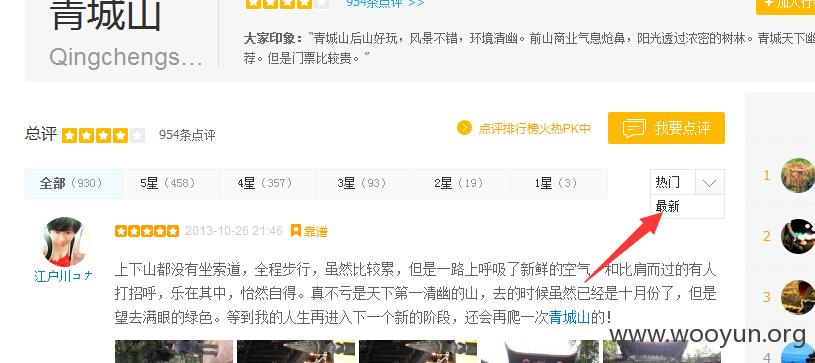 青城山
954条点评 >>
Qingchengs...
大家印象：“青城山后山好玩，风景不错，环境清幽。前山商业气息炝鼻，阳光透过浓密的树林。青城天下幽
荐。但是门票比较贵。”
总评 954条点评
点评排行榜火热PK中
我要点评
全部（930） 5星（458） 4星（357） 3星（93） 2星（19） 1星（3）
热门
最新
1
2
3
4
2013-10-26 21:46 靠谱
江户川ユナ
上下山都没有坐索道，全程步行，虽然比较累，但是一路上呼吸了新鲜的空气，和比肩而过的有人
打招呼，乐在其中，怡然自得。真不亏是天下第一清幽的山，去的时候虽然已经是十月份了，但是
望去满眼的绿色。等到我的人生再进入下一个新的阶段，还会再爬一次青城山的！
www.wooyun.org